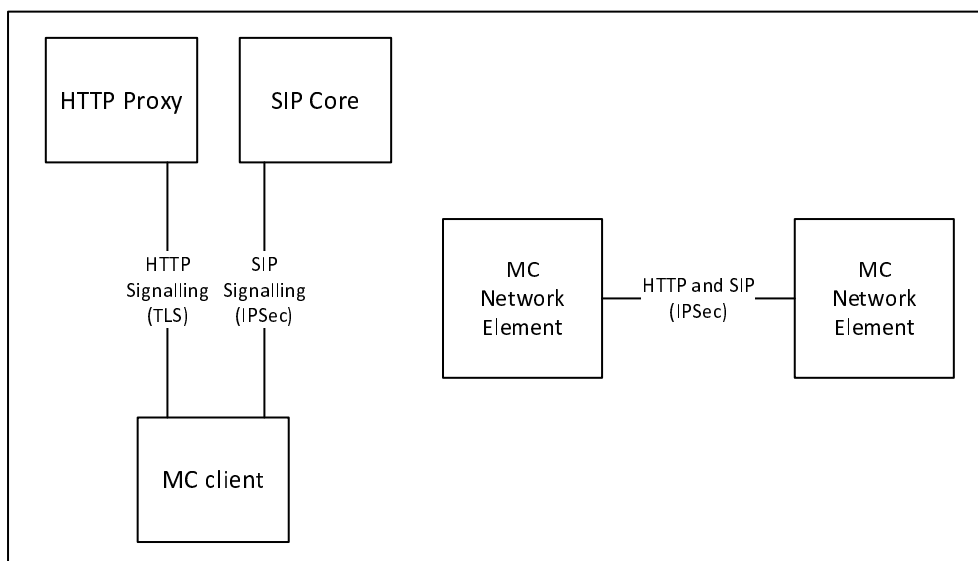 HTTP Proxy
SIP Core
HTTP
Signalling
(TLS)
SIP
Signalling
(IPSec)
MC client
MC
Network
Element
HTTP and SIP
(IPSec)
MC
Network
Element